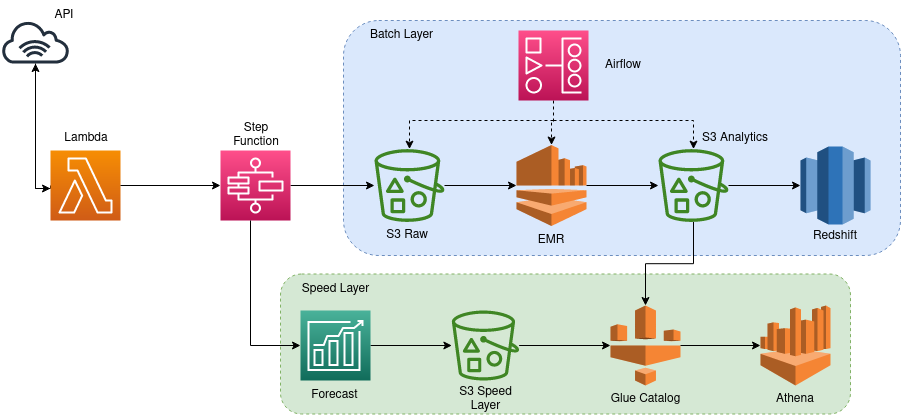 API
Batch Layer
Airflow
Lambda
Step
Function
S3 Analytics
S3 Raw
EMR
Redshift
Speed Layer
Forecast
S3 Speed
Layer
Glue Catalog
Athena